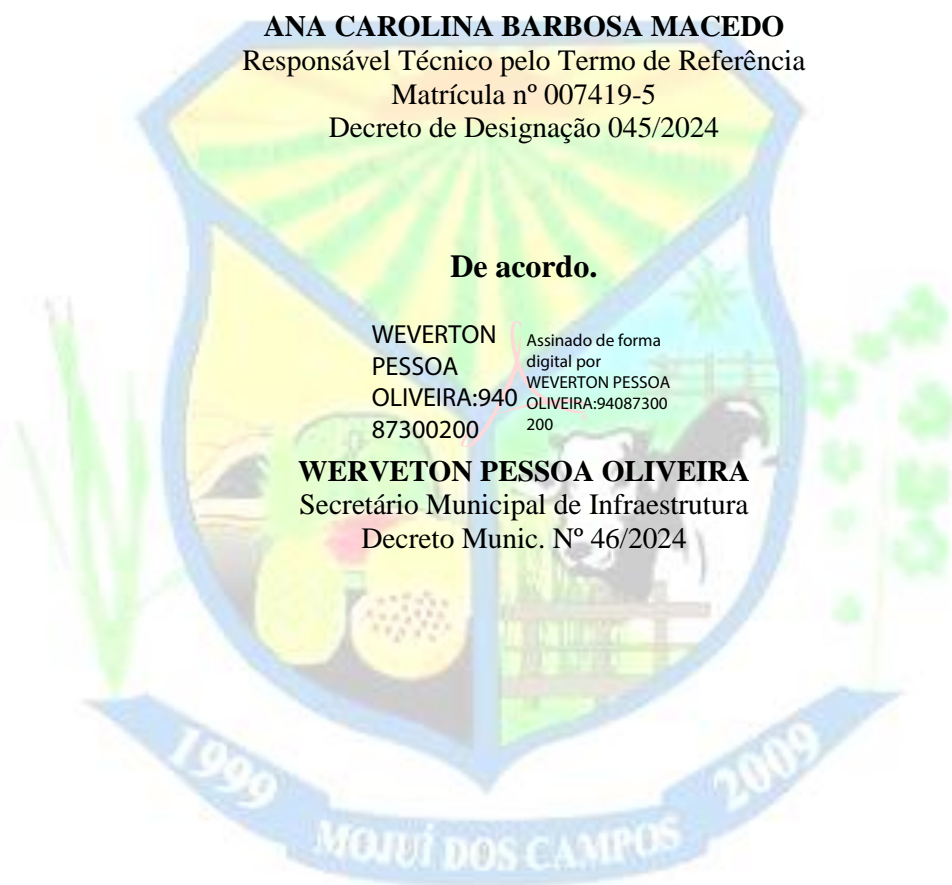 ANA CAROLINA BARBOSA MACEDO
Responsável Técnico pelo Termo de Referência
Matrícula nº 007419-5
Decreto de Designação 045/2024
De acordo.
WEVERTON
PESSOA
OLIVEIRA:940
87300200
Assinado de forma
digital por
WEVERTON PESSOA
OLIVEIRA:94087300
200
WERVETON PESSOA OLIVEIRA
Secretário Municipal de Infraestrutura
Decreto Munic. Nº 46/2024
1999
2009
MOJUÍ DOS CAMPOS